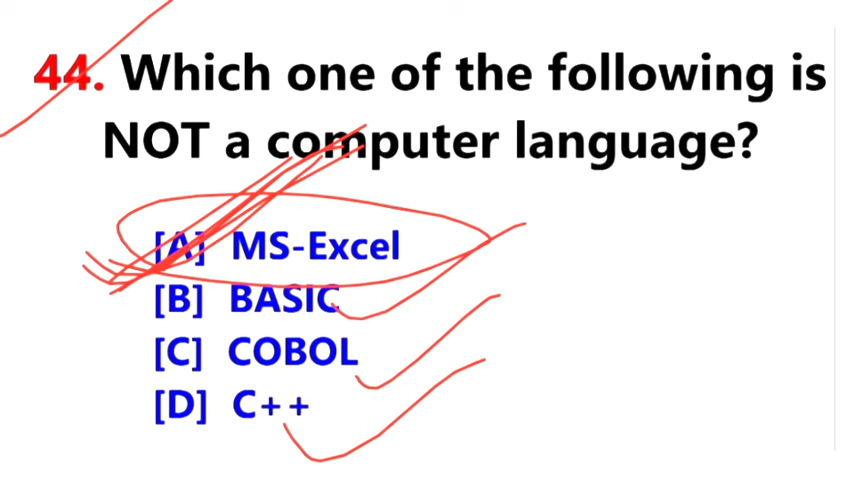 44. Which one of the following is
NOT a computer language?
[A] MS-Excel
[B] BASIC
[C] COBOL
[D] C++